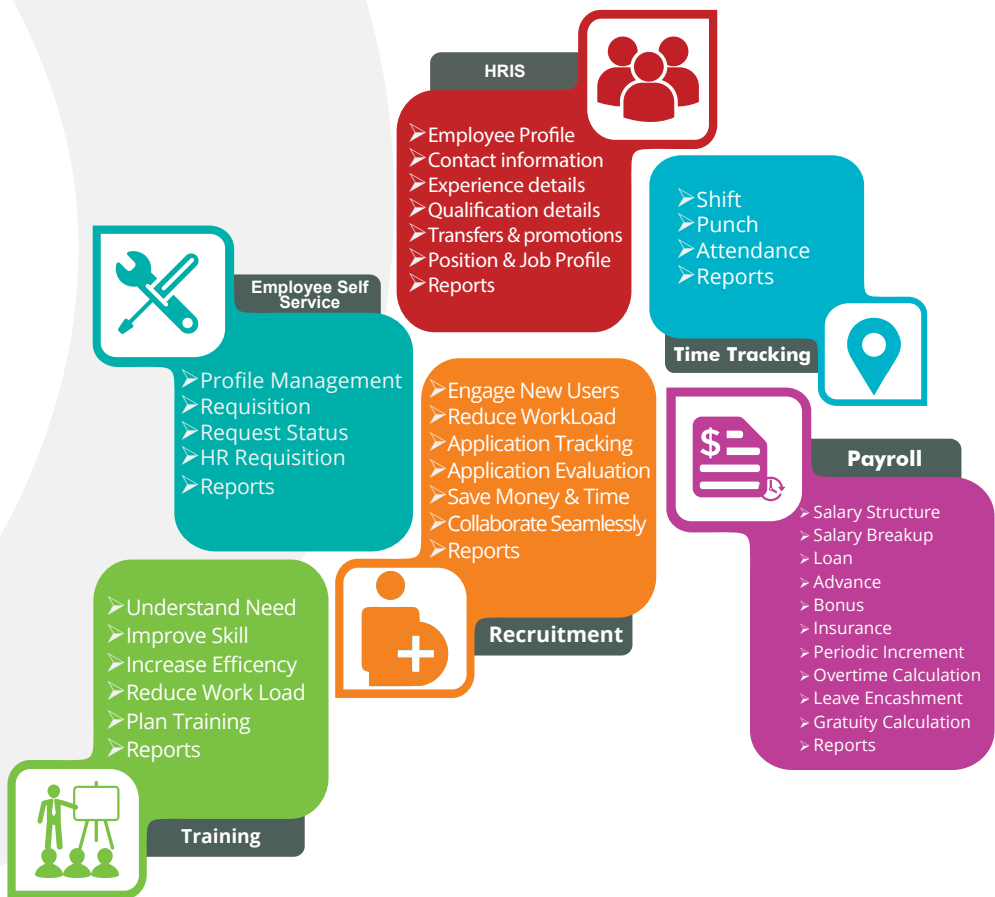 HRIS
➢Employee Profile
➢Contact information
➢Experience details
➢Qualification details
➢Transfers & promotions
➢Position & Job Profile
➢Reports
➢Shift
➢Punch
➢Attendance
➢Reports
Time Tracking
Employee Self
Service
➢Profile Management
➢Requisition
➢Request Status
➢HR Requisition
➢Reports
➢Engage New Users
➢Reduce WorkLoad
➢Application Tracking
➢Application Evaluation
➢Save Money & Time
➢Collaborate Seamlessly
➢Reports
Recruitment
$
Payroll
➢Salary Structure
➢Salary Breakup
➢Loan
➢Advance
➢Bonus
➢Insurance
➢Periodic Increment
➢Overtime Calculation
➢Leave Encashment
➢Gratuity Calculation
➢Reports
➢Understand Need
➢Improve Skill
➢Increase Efficency
➢Reduce Work Load
➢Plan Training
➢Reports
Training